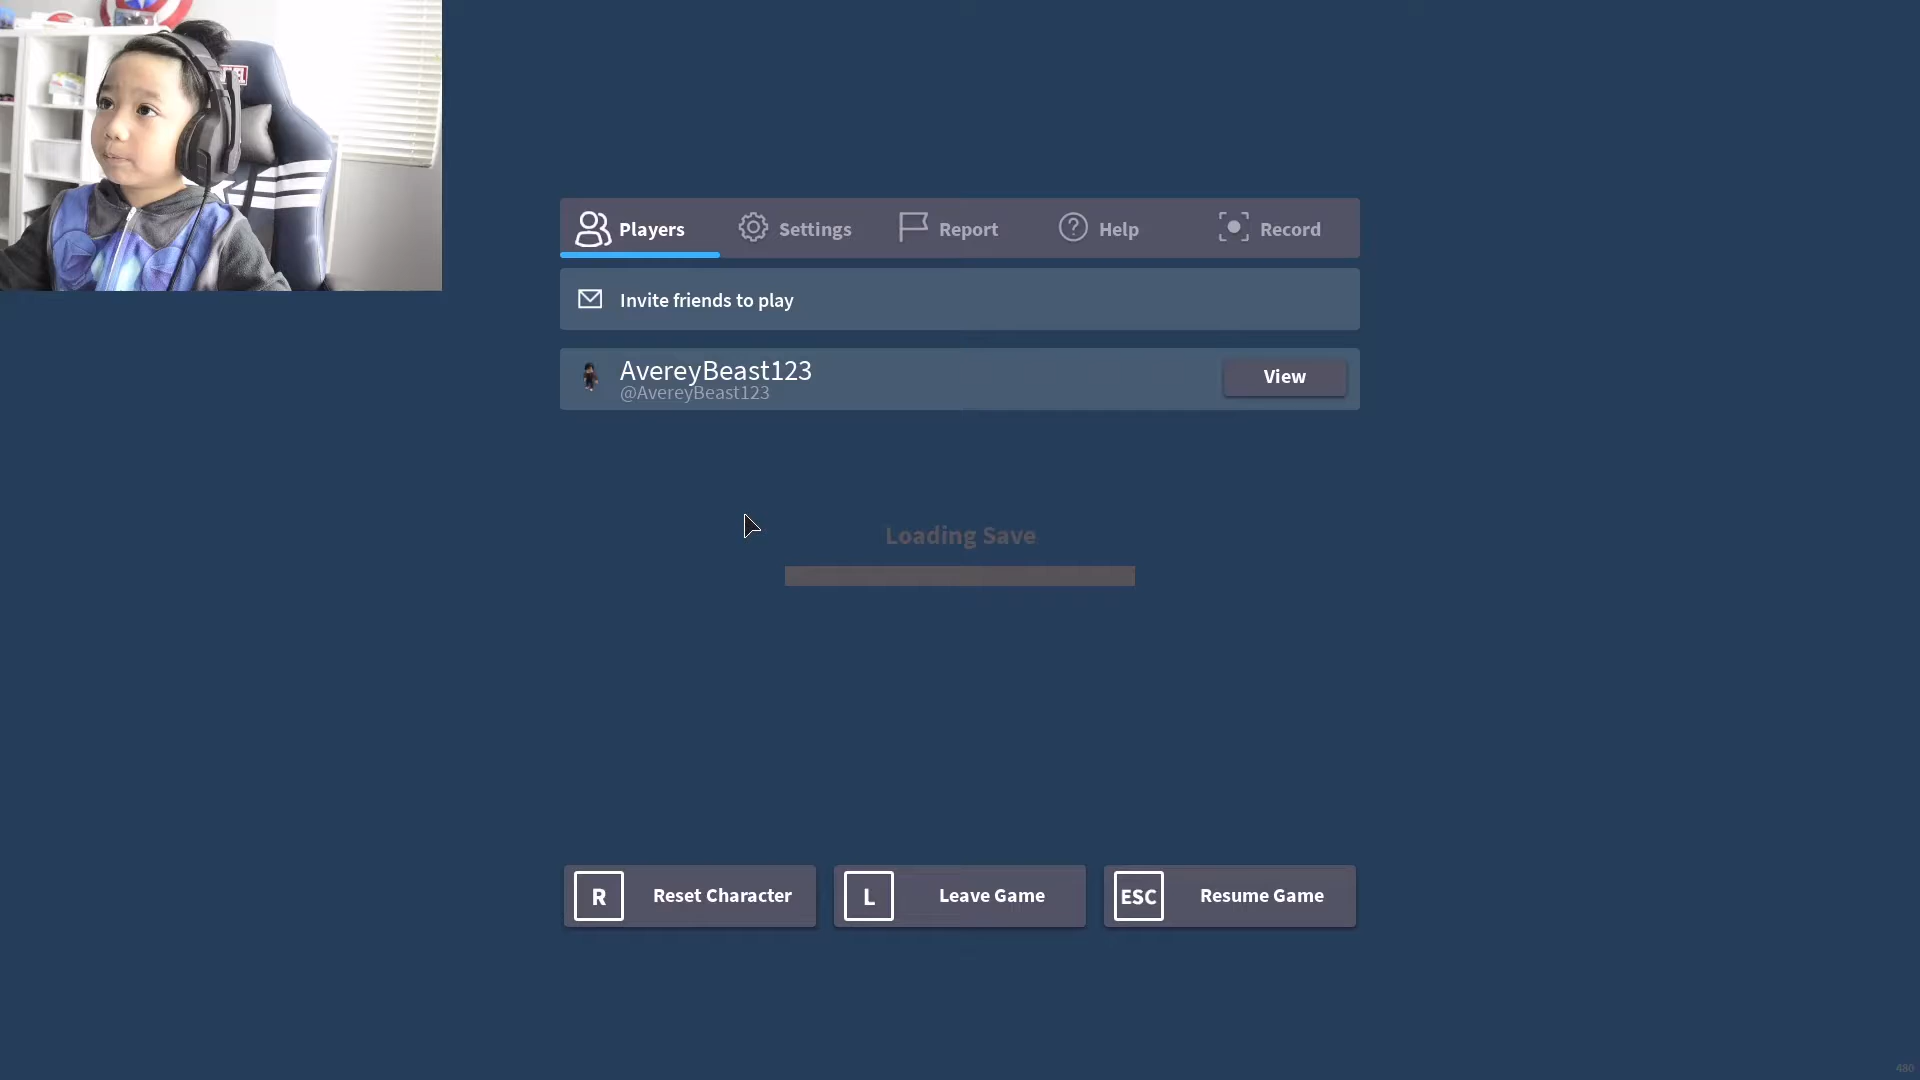 Players
Settings
Report
Help
Record
Invite friends to play
AvereyBeast123
@AvereyBeast123
View
Loading Save
R
Reset Character
L
Leave Game
ESC
Resume Game
480